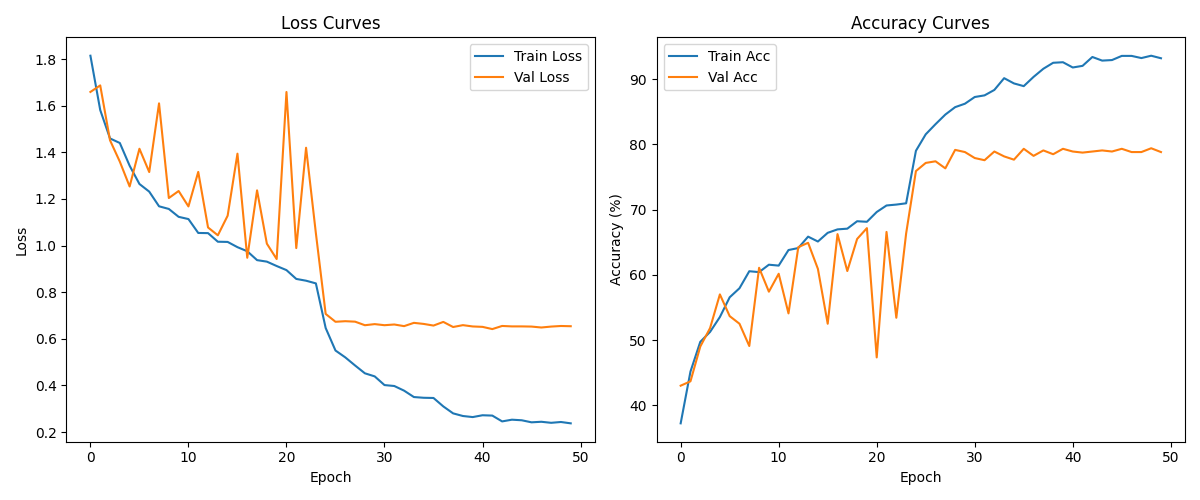 Loss Curves
Train Loss
Val Loss
1.8
1.6
1.4
1.2
1.0
0.8
0.6
0.4
0.2
Loss
0 10 20 30 40 50
Epoch
Accuracy Curves
Train Acc
Val Acc
90
80
70
60
50
40
Accuracy (%)
0 10 20 30 40 50
Epoch